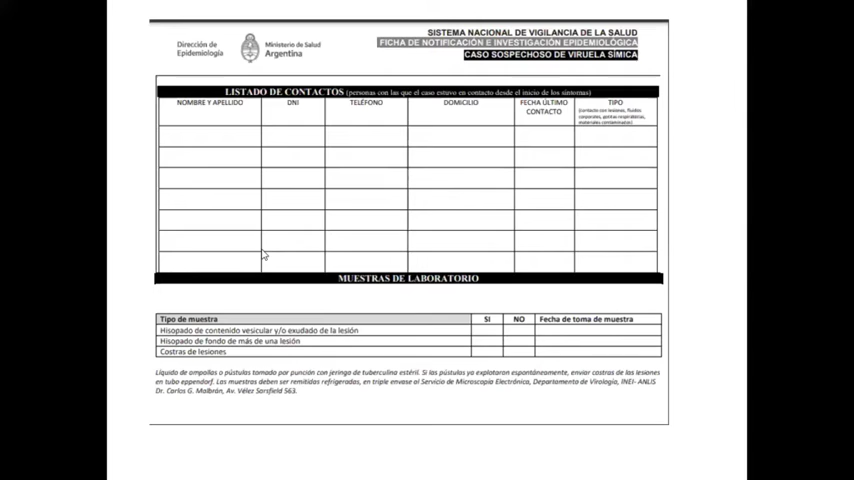 Dirección de
Epidemiología
Ministerio de Salud
Argentina
SISTEMA NACIONAL DE VIGILANCIA DE LA SALUD
FICHA DE NOTIFICACIÓN E INVESTIGACIÓN EPIDEMIOLÓGICA
CASO SOSPECHOSO DE VIRUELA SÍMICA
LISTADO DE CONTACTOS (personas con las que el caso estuvo en contacto desde el inicio de los síntomas)
NOMBRE Y APELLIDO DNI TELÉFONO DOMICILIO FECHA ÚLTIMO CONTACTO TIPO
(contacto con lesiones, fluidos
corporales, gotitas respiratorias,
materiales contaminados)
MUESTRAS DE LABORATORIO
Tipo de muestra SI NO Fecha de toma de muestra
Hisopado de contenido vesicular y/o exudado de la lesión
Hisopado de fondo de más de una lesión
Costras de lesiones
Líquido de ampollas o pústulas tomado por punción con jeringa de tuberculina estéril. Si las pústulas ya explotaron espontáneamente, enviar costras de las lesiones
en tubo eppendorf. Las muestras deben ser remitidas refrigeradas, en triple envase al Servicio de Microscopía Electrónica, Departamento de Virología, INEI- ANLIS
Dr. Carlos G. Malbrán, Av. Vélez Sarsfield 563.